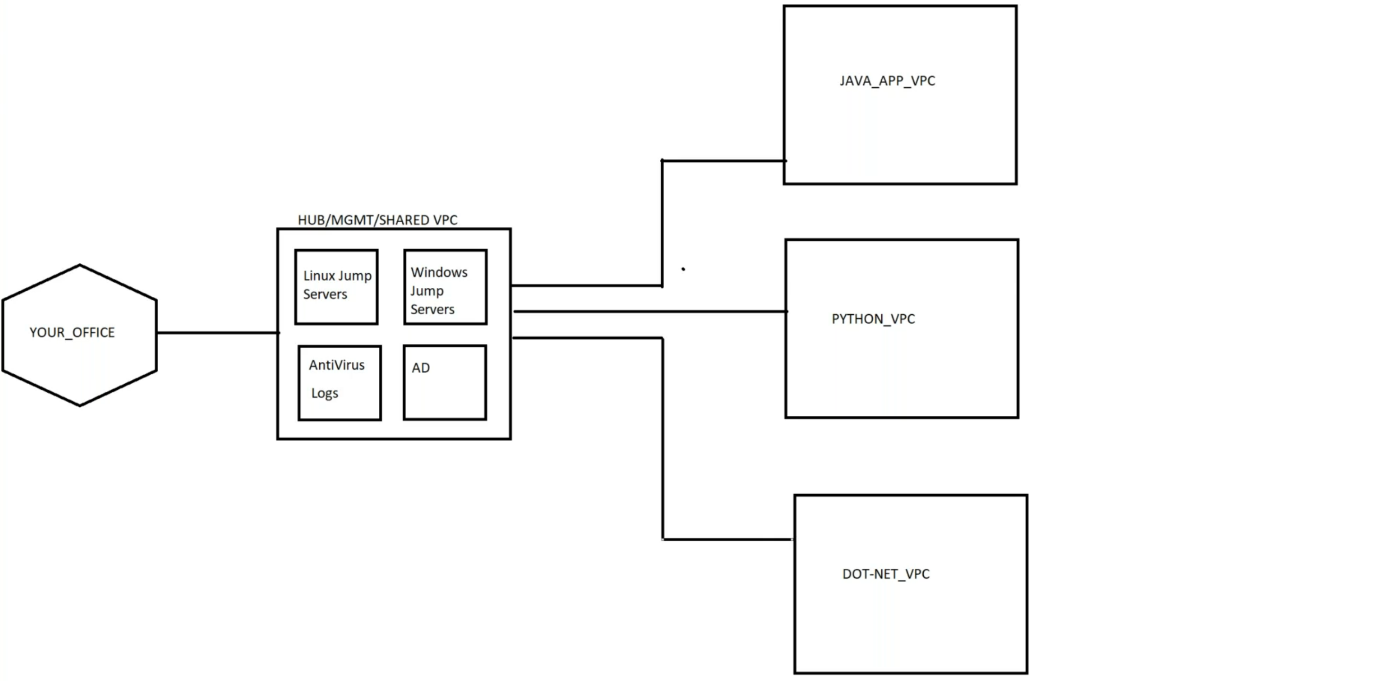 JAVA_APP_VPC
HUB/MGMT/SHARED VPC
Linux Jump
Servers
Windows
Jump
Servers
YOUR_OFFICE
AntiVirus
Logs
AD
PYTHON_VPC
DOT-NET_VPC